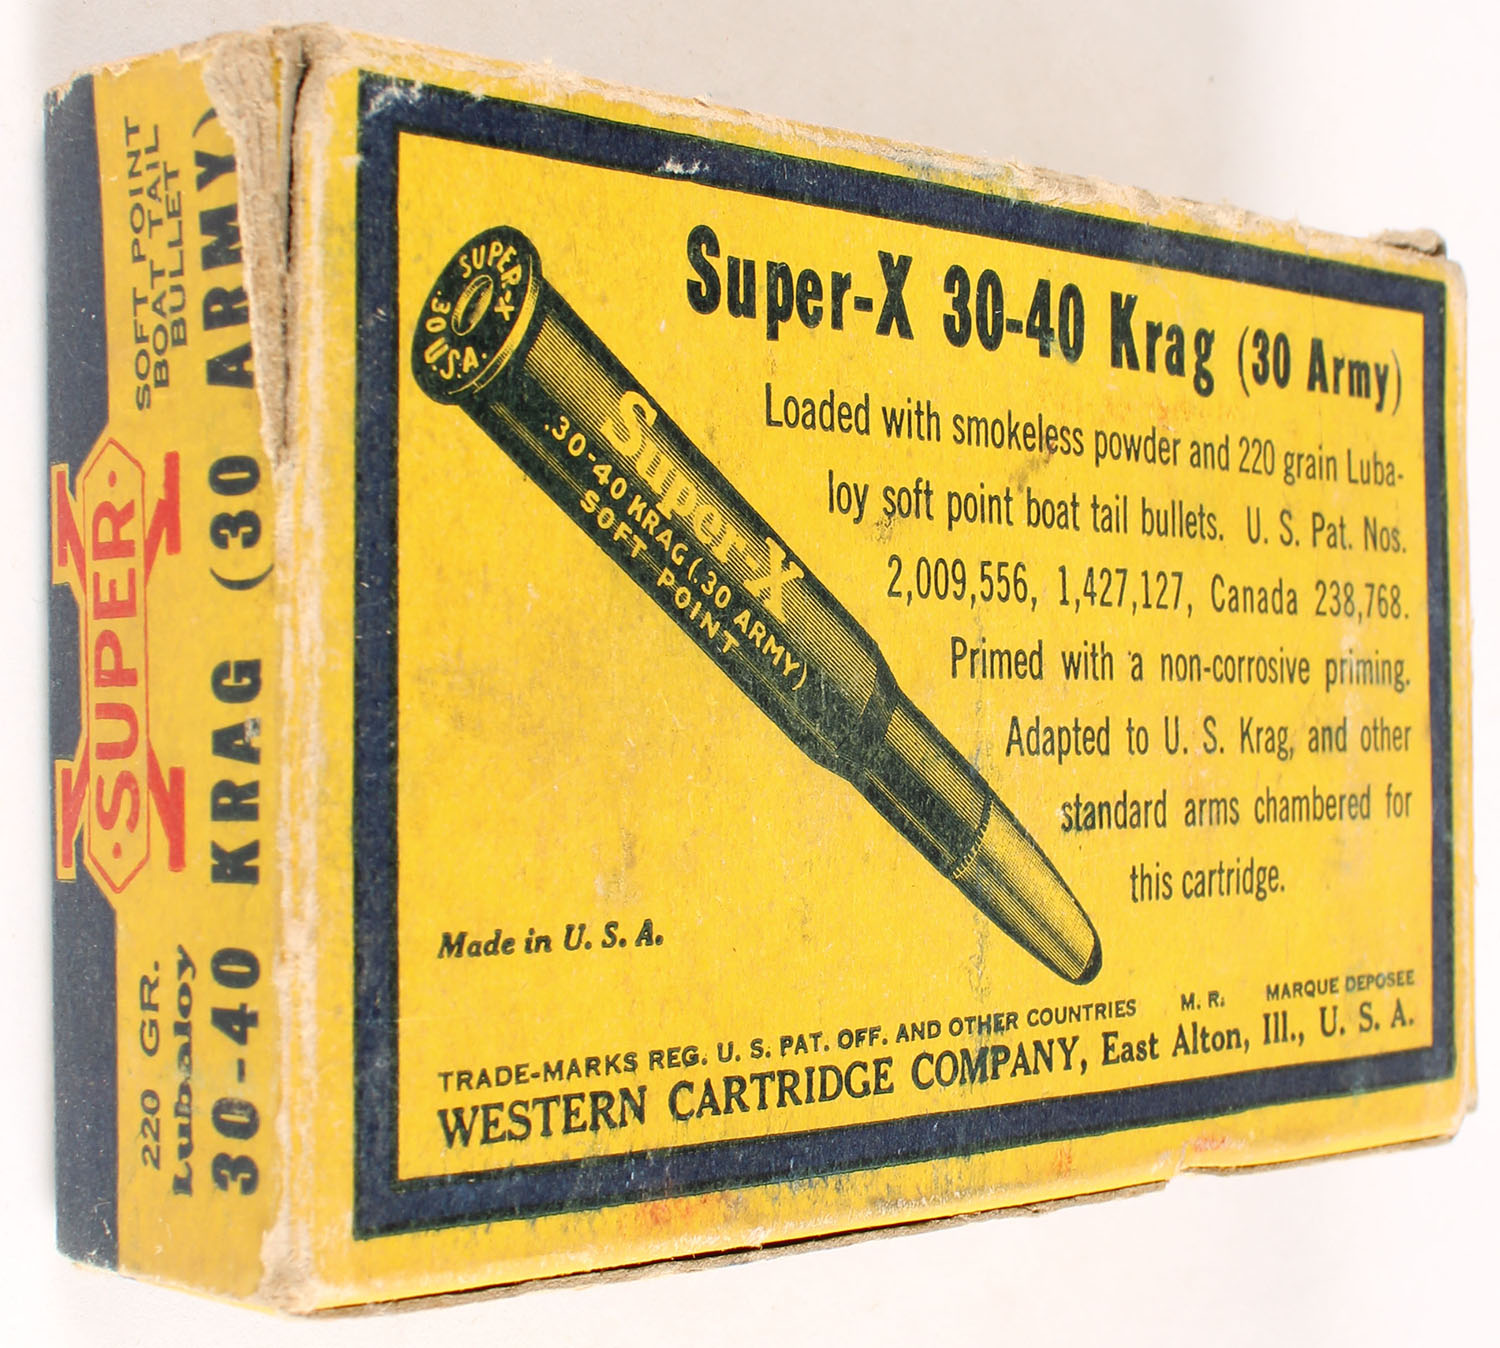 SOFT POINT
BOAT TAIL
BULLET
SUPER X
220 GR.
Lubaloy
30-40 KRAG (30 ARMY)
SUPER-X
.30 U.S.A.
Super-X
.30-40 KRAG (.30 ARMY)
SOFT POINT
Super-X 30-40 Krag (30 Army)
Loaded with smokeless powder and 220 grain Luba-
loy soft point boat tail bullets. U. S. Pat. Nos.
2,009,556, 1,427,127, Canada 238,768.
Primed with a non-corrosive priming.
Adapted to U. S. Krag, and other
standard arms chambered for
this cartridge.
Made in U. S. A.
TRADE-MARKS REG. U. S. PAT. OFF. AND OTHER COUNTRIES M. R. MARQUE DEPOSEE
WESTERN CARTRIDGE COMPANY, East Alton, Ill., U. S. A.